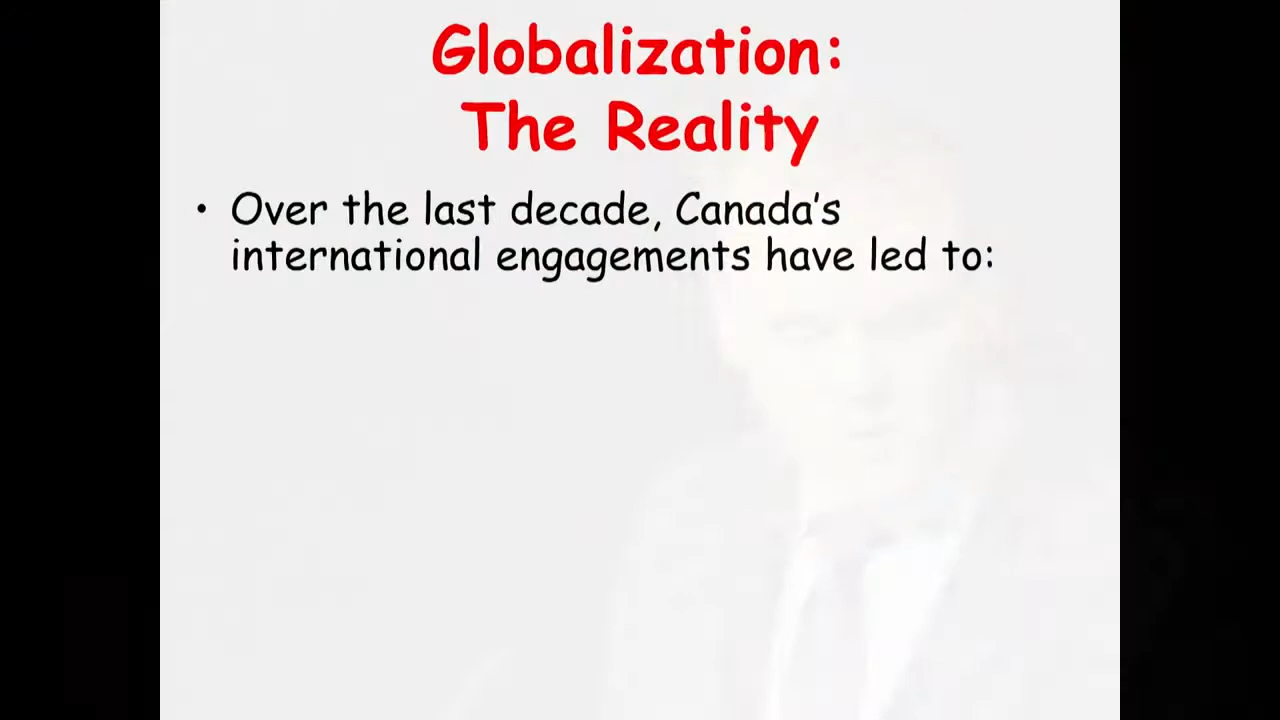 Globalization:
The Reality
• Over the last decade, Canada's
international engagements have led to: